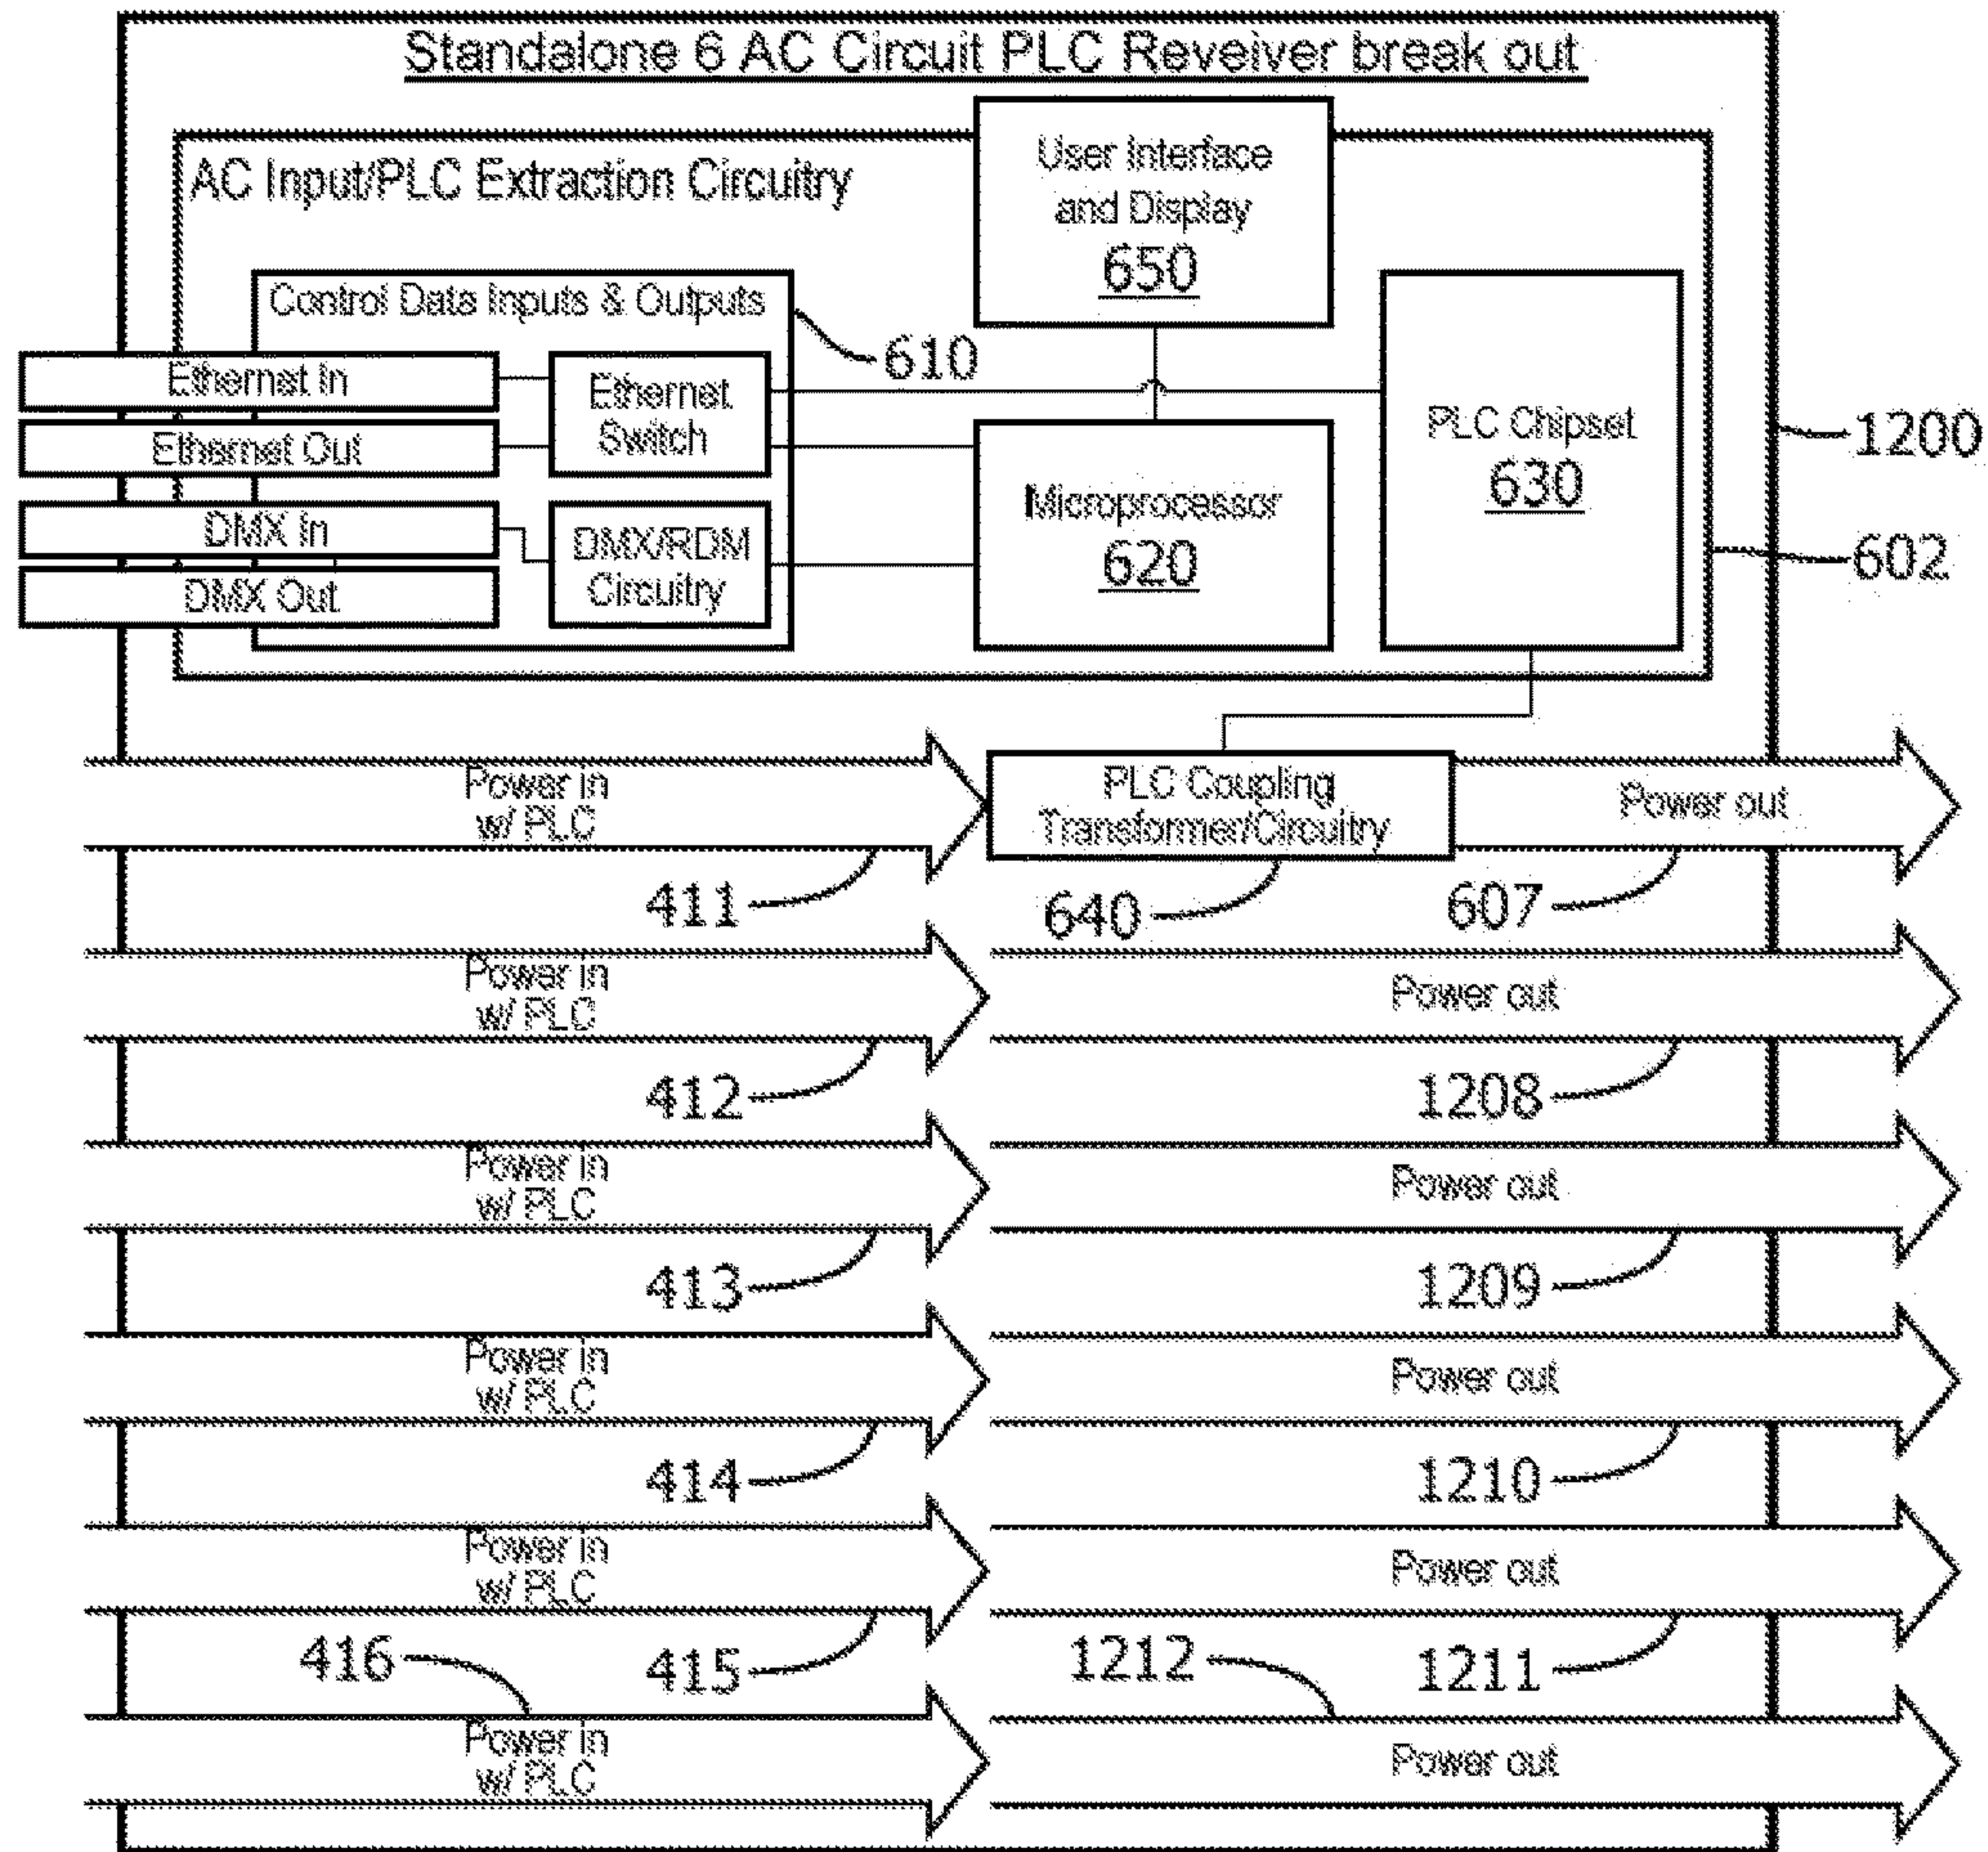 Standalone 6 AC Circuit PLC Reveiver break out
AC Input/PLC Extraction Circuitry
User Interface
and Display
650
Control Data Inputs & Outputs
610
Ethernet In
Ethernet Out
DMX In
DMX Out
Ethernet
Switch
DMX/RDM
Circuitry
Microprocessor
620
PLC Chipset
630
1200
602
Power in
w/ PLC
411
PLC Coupling
Transformer/Circuitry
640
Power out
607
Power in
w/ PLC
412
Power out
1208
Power in
w/ PLC
413
Power out
1209
Power in
w/ PLC
414
Power out
1210
Power in
w/ PLC
415
Power out
1211
416
Power in
w/ PLC
1212
Power out